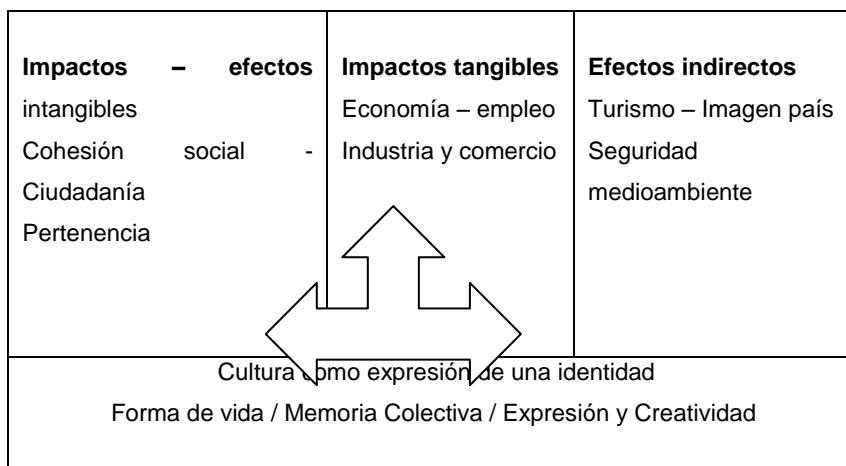 Impactos – efectos
intangibles
Cohesión social -
Ciudadanía
Pertenencia
Impactos tangibles
Economía – empleo
Industria y comercio
Efectos indirectos
Turismo – Imagen país
Seguridad
medioambiente
Cultura como expresión de una identidad
Forma de vida / Memoria Colectiva / Expresión y Creatividad